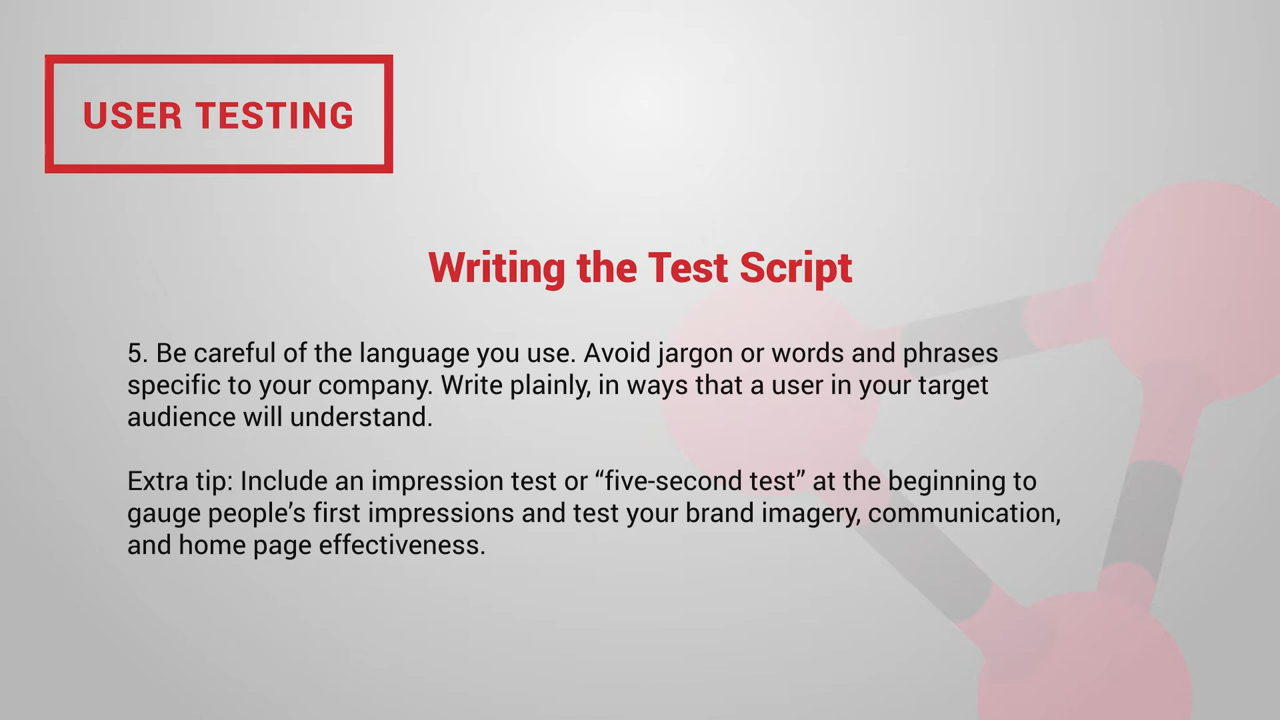 USER TESTING
Writing the Test Script
5. Be careful of the language you use. Avoid jargon or words and phrases
specific to your company. Write plainly, in ways that a user in your target
audience will understand.
Extra tip: Include an impression test or “five-second test” at the beginning to
gauge people’s first impressions and test your brand imagery, communication,
and home page effectiveness.